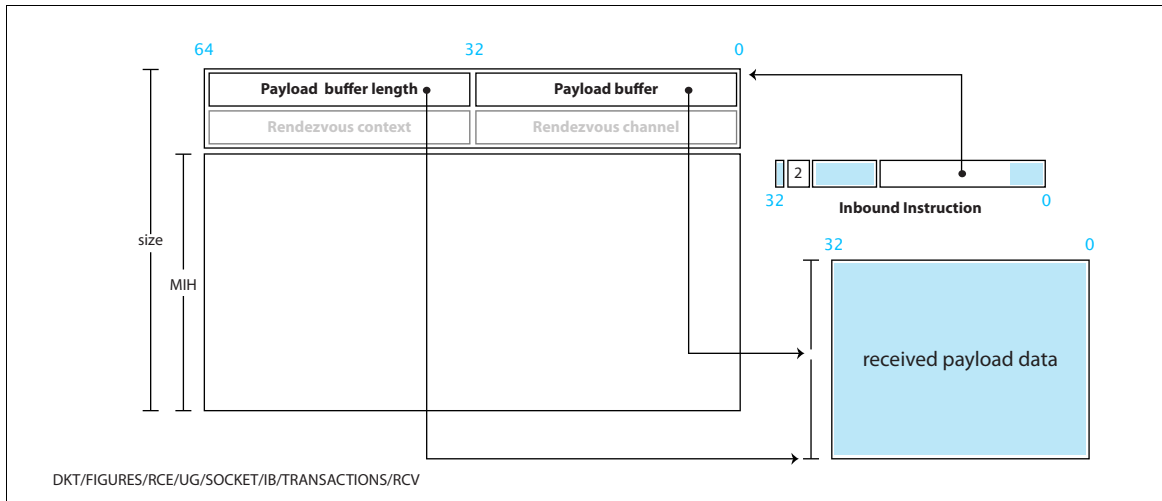 64 32 0
Payload buffer length Payload buffer
Rendezvous context Rendezvous channel
2
32 0
Inbound Instruction
size
MIH
32 0
received payload data
DKT/FIGURES/RCE/UG/SOCKET/IB/TRANSACTIONS/RCV